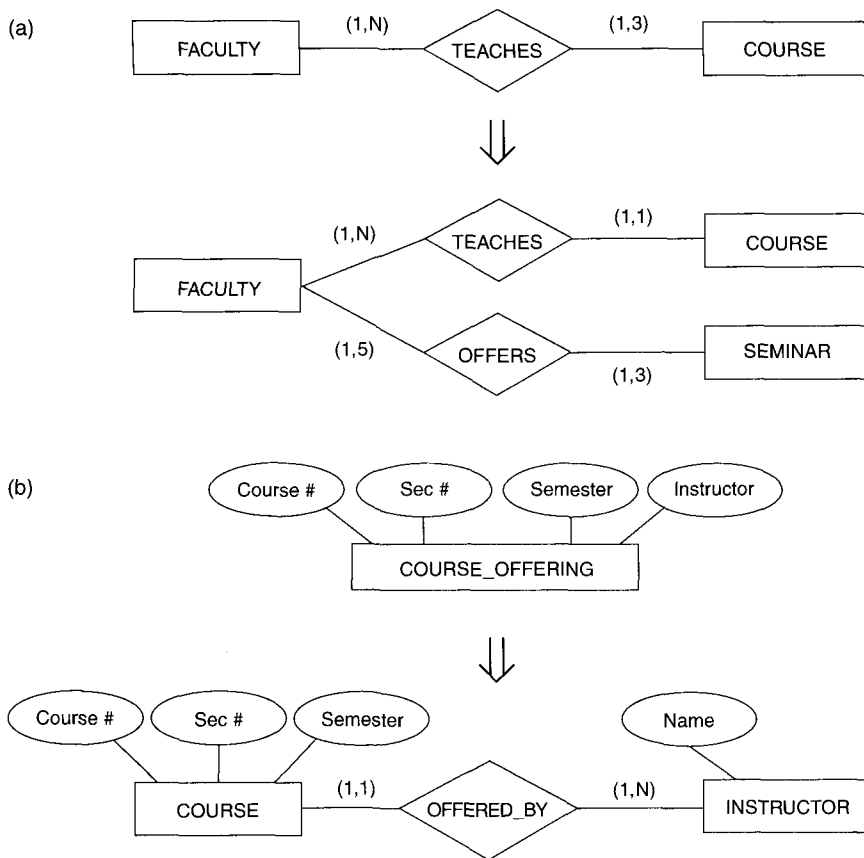 (a)
(1,N)
(1,3)
FACULTY
TEACHES
COURSE
(1,N)
(1,1)
TEACHES
COURSE
FACULTY
(1,5)
OFFERS
(1,3)
SEMINAR
(b)
Course #
Sec #
Semester
Instructor
COURSE_OFFERING
Course #
Sec #
Semester
Name
COURSE
(1,1)
OFFERED_BY
(1,N)
INSTRUCTOR